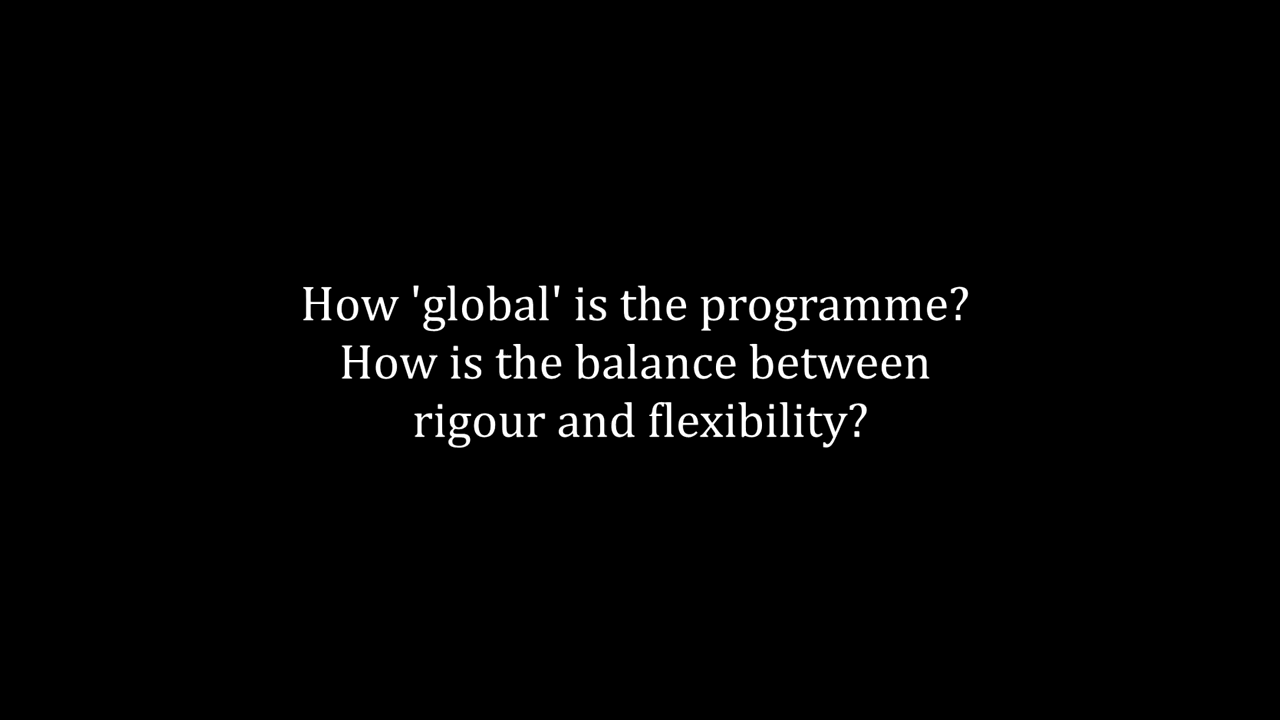 How 'global' is the programme?
How is the balance between
rigour and flexibility?